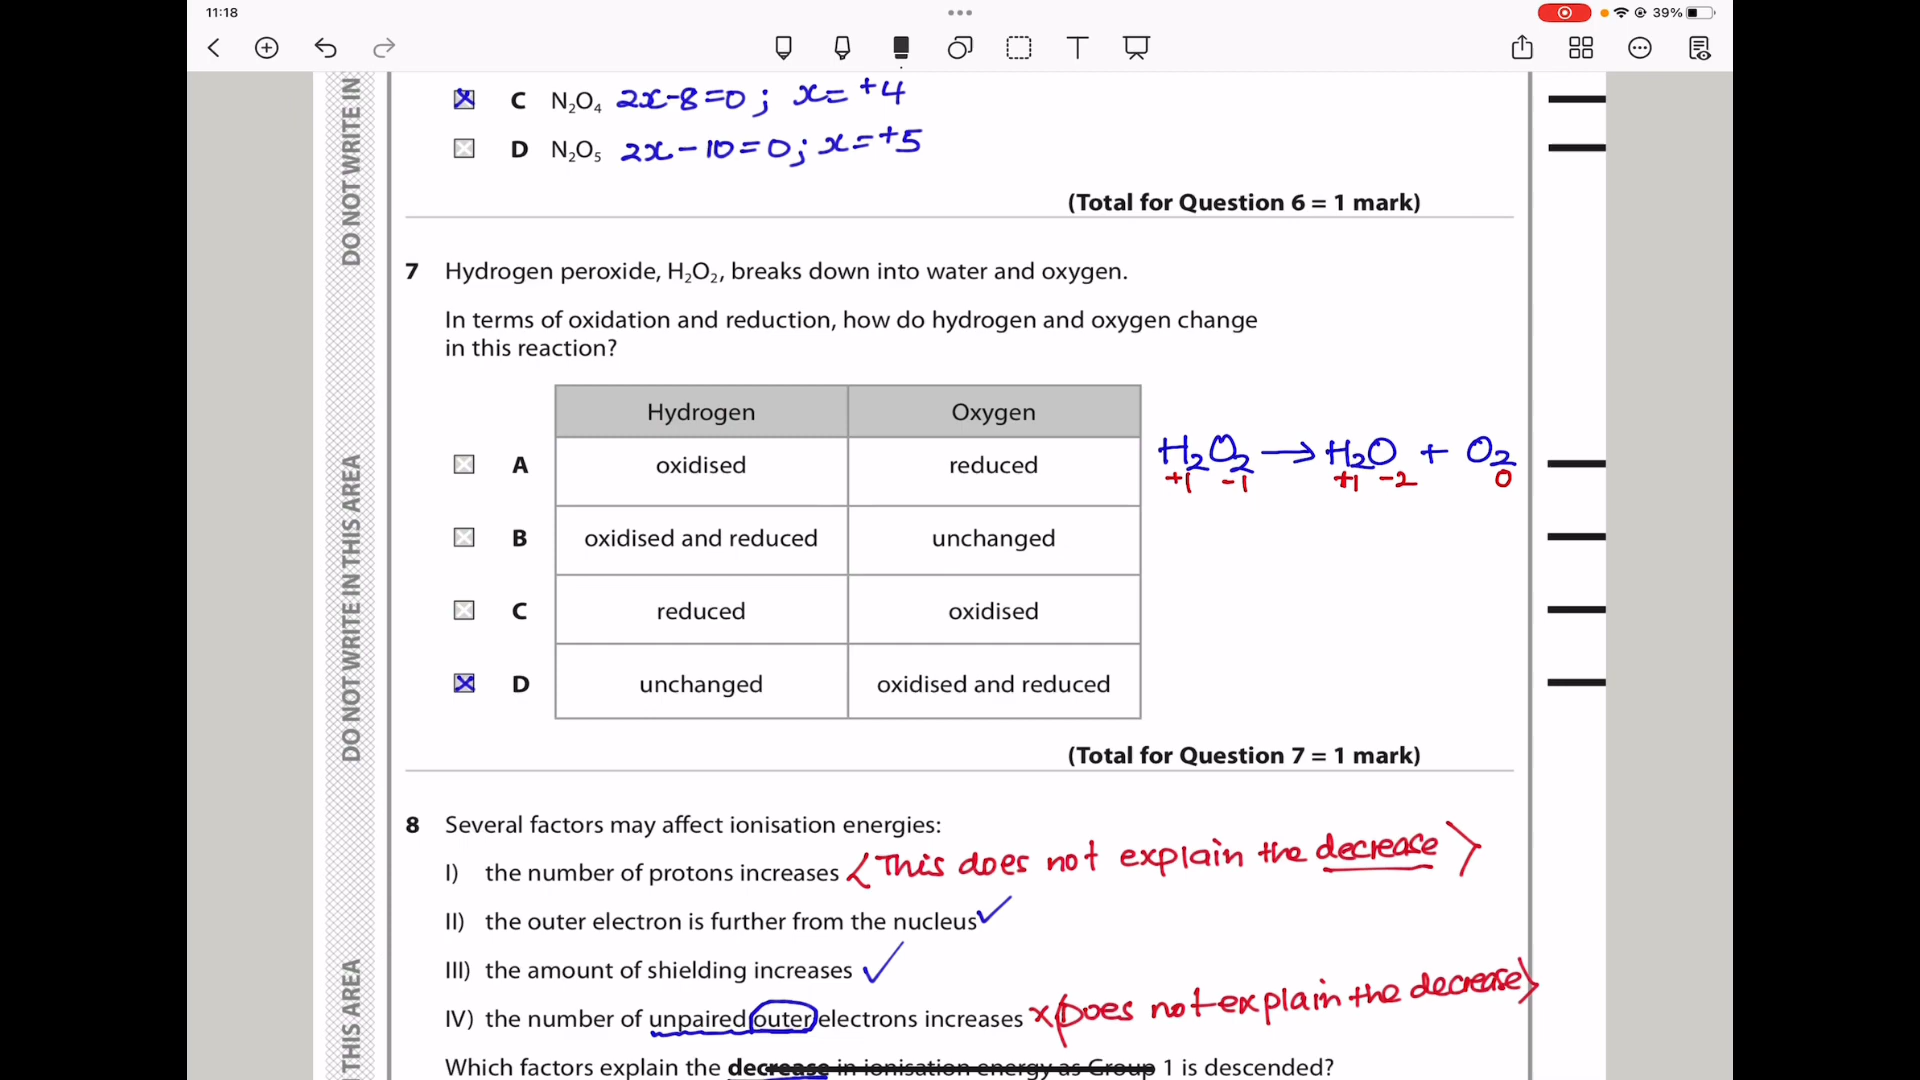 11:18
39%
DO NOT WRITE IN
C N₂O₄ 2x-8=0; x=+4
D N₂O₅ 2x-10=0; x=+5
(Total for Question 6 = 1 mark)
7 Hydrogen peroxide, H₂O₂, breaks down into water and oxygen.
In terms of oxidation and reduction, how do hydrogen and oxygen change
in this reaction?
DO NOT WRITE IN THIS AREA
Hydrogen Oxygen
A oxidised reduced
H₂O₂ → H₂O + O₂
+1 -1 +1 -2 0
B oxidised and reduced unchanged
C reduced oxidised
D unchanged oxidised and reduced
(Total for Question 7 = 1 mark)
8 Several factors may affect ionisation energies:
I) the number of protons increases (This does not explain the decrease)
II) the outer electron is further from the nucleus ✓
III) the amount of shielding increases ✓
IV) the number of unpaired outer electrons increases x(Does not explain the decrease)
THIS AREA
Which factors explain the decrease in ionisation energy as Group 1 is descended?